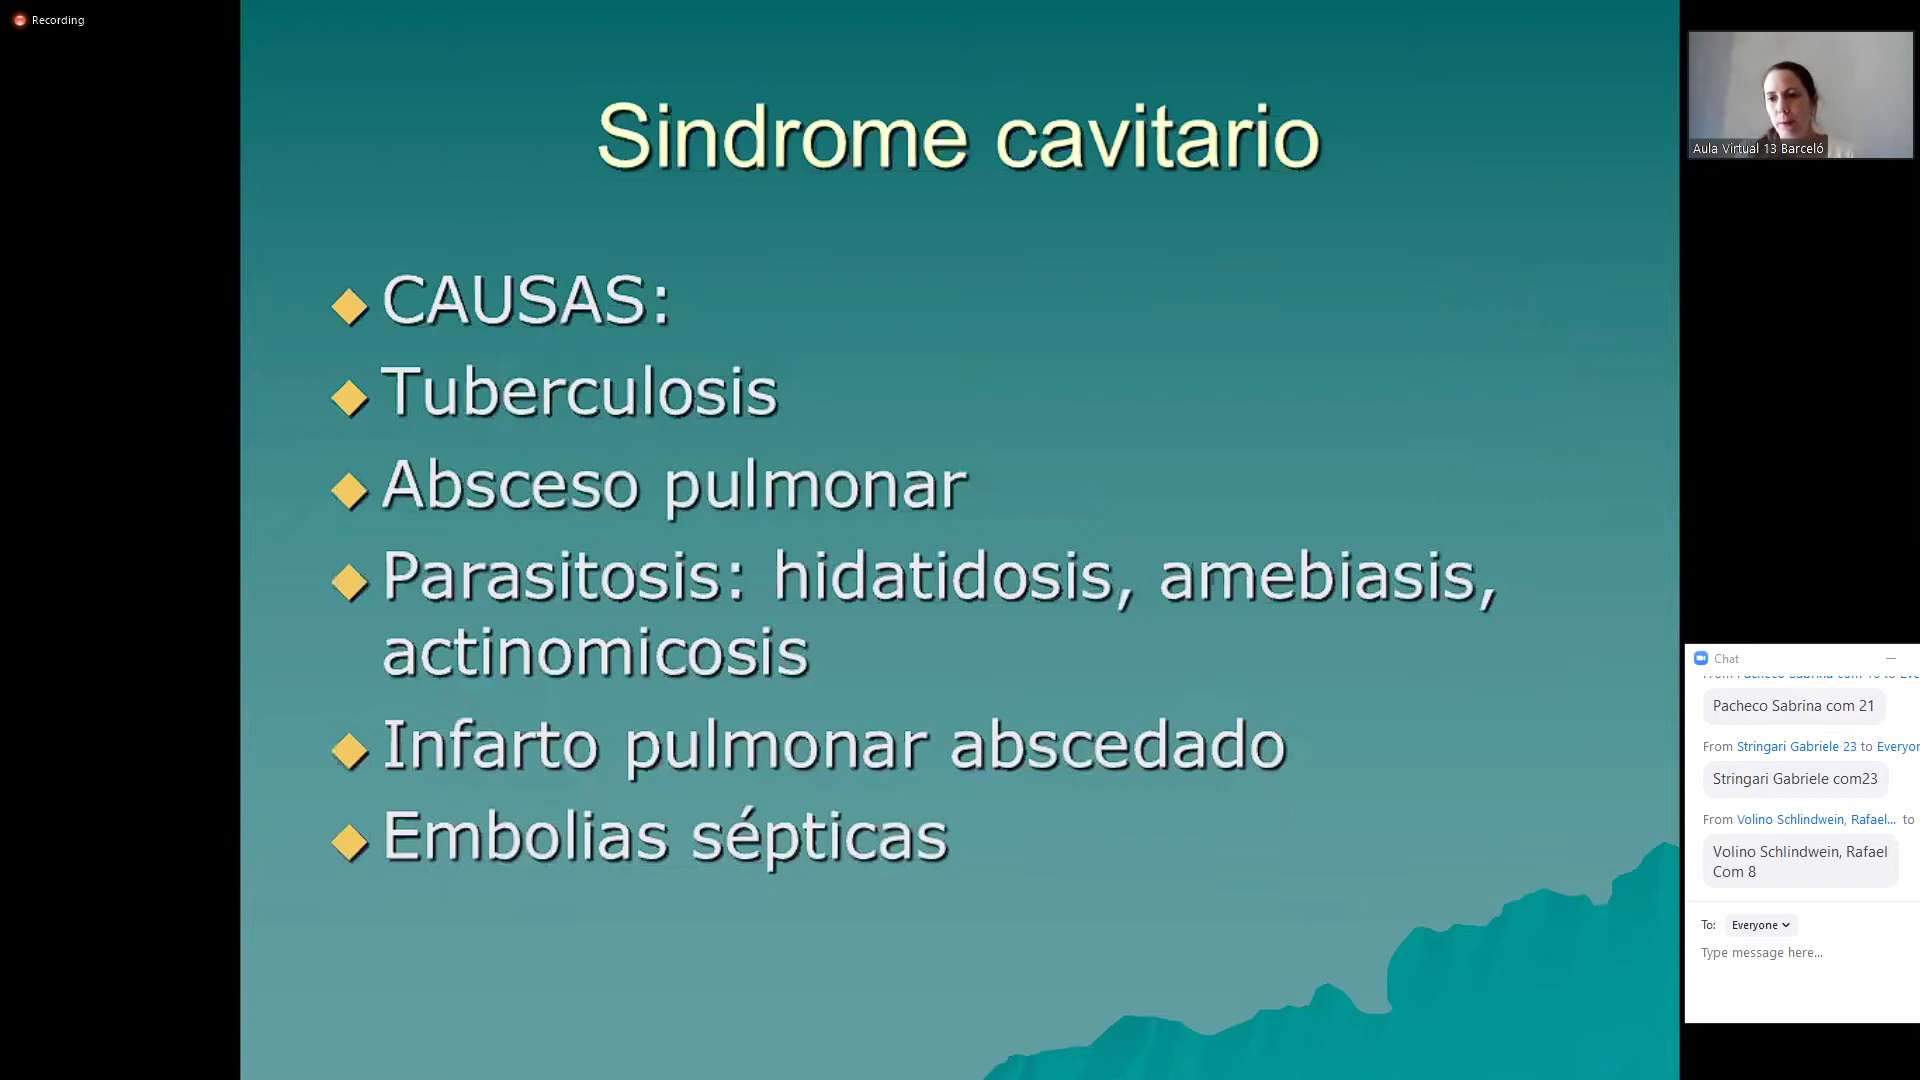 Recording
Sindrome cavitario
CAUSAS:
Tuberculosis
Absceso pulmonar
Parasitosis: hidatidosis, amebiasis,
actinomicosis
Infarto pulmonar abscedado
Embolias sépticas
Aula Virtual 13 Barceló
Chat
Pacheco Sabrina com 21
From Stringari Gabriele 23 to Everyon
Stringari Gabriele com23
From Volino Schlindwein, Rafael... to
Volino Schlindwein, Rafael
Com 8
To: Everyone
Type message here...